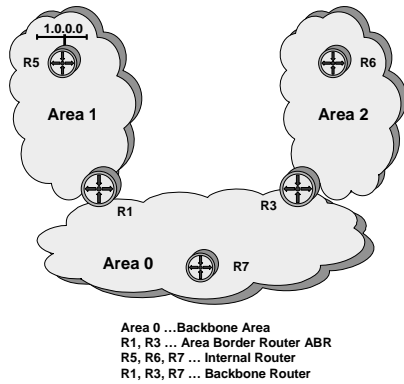 1.0.0.0
R5
R6
Area 1
Area 2
R1
R3
Area 0
R7
Area 0 ...Backbone Area
R1, R3 ... Area Border Router ABR
R5, R6, R7 ... Internal Router
R1, R3, R7 ... Backbone Router